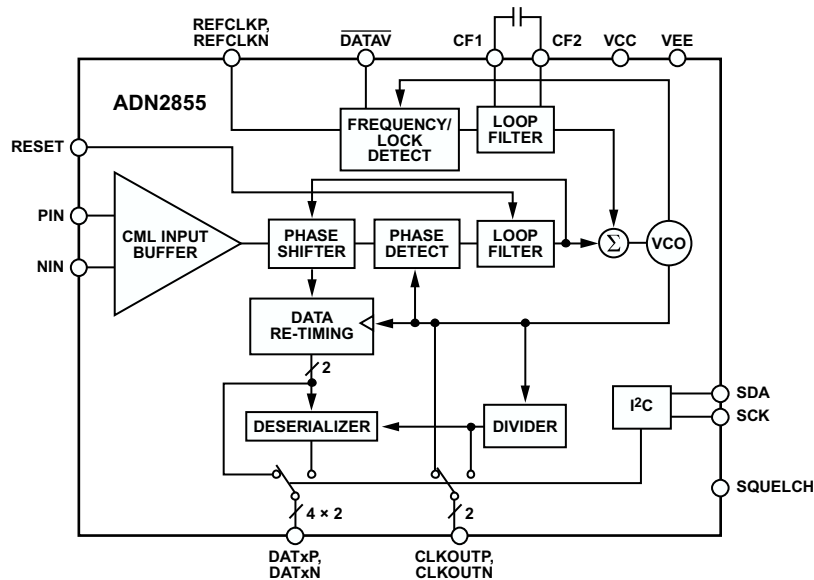 REFCLKP,
REFCLKN
DATAV
CF1
CF2
VCC
VEE
ADN2855
FREQUENCY/
LOCK
DETECT
LOOP
FILTER
RESET
PIN
NIN
CML INPUT
BUFFER
PHASE
SHIFTER
PHASE
DETECT
LOOP
FILTER
Σ
VCO
DATA
RE-TIMING
2
DESERIALIZER
DIVIDER
I²C
SDA
SCK
SQUELCH
4 × 2
2
DATxP,
DATxN
CLKOUTP,
CLKOUTN